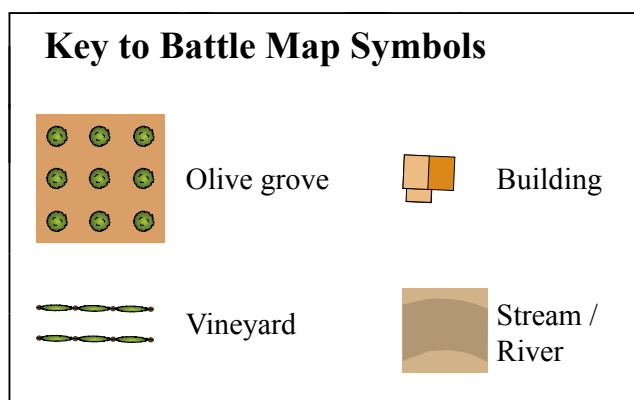 Key to Battle Map Symbols
Olive grove
Building
Vineyard
Stream /
River